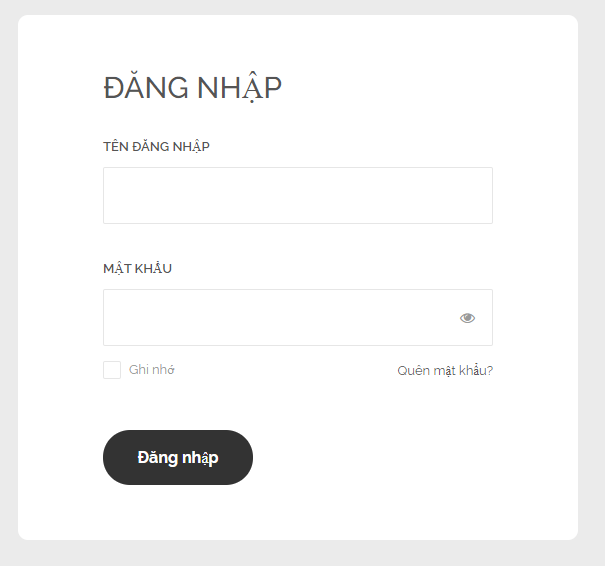 ĐĂNG NHẬP
TÊN ĐĂNG NHẬP
MẬT KHẨU
Ghi nhớ
Quên mật khẩu?
Đăng nhập